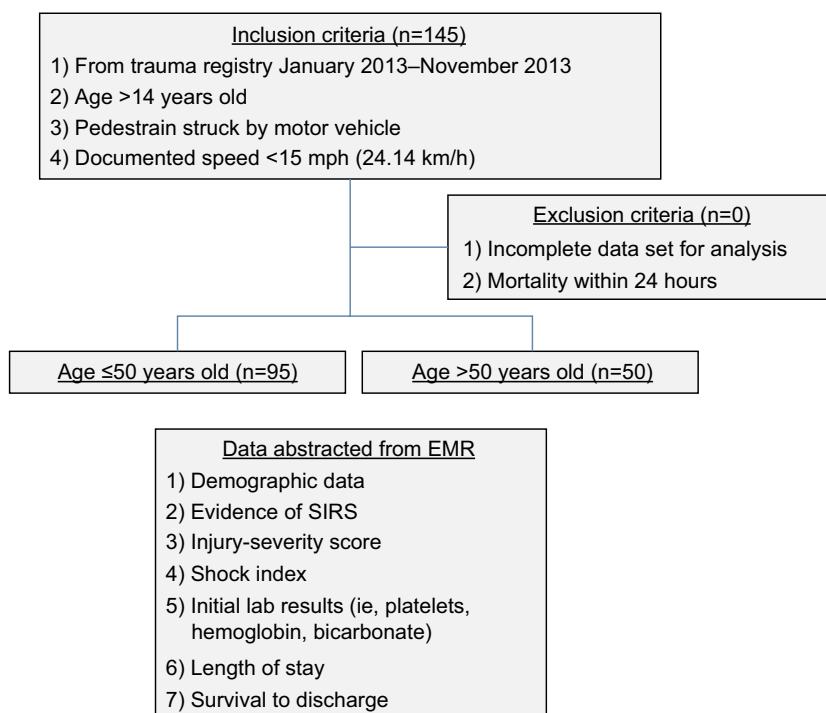 Inclusion criteria (n=145)
1) From trauma registry January 2013–November 2013
2) Age >14 years old
3) Pedestrain struck by motor vehicle
4) Documented speed <15 mph (24.14 km/h)
Exclusion criteria (n=0)
1) Incomplete data set for analysis
2) Mortality within 24 hours
Age ≤50 years old (n=95)
Age >50 years old (n=50)
Data abstracted from EMR
1) Demographic data
2) Evidence of SIRS
3) Injury-severity score
4) Shock index
5) Initial lab results (ie, platelets,
hemoglobin, bicarbonate)
6) Length of stay
7) Survival to discharge